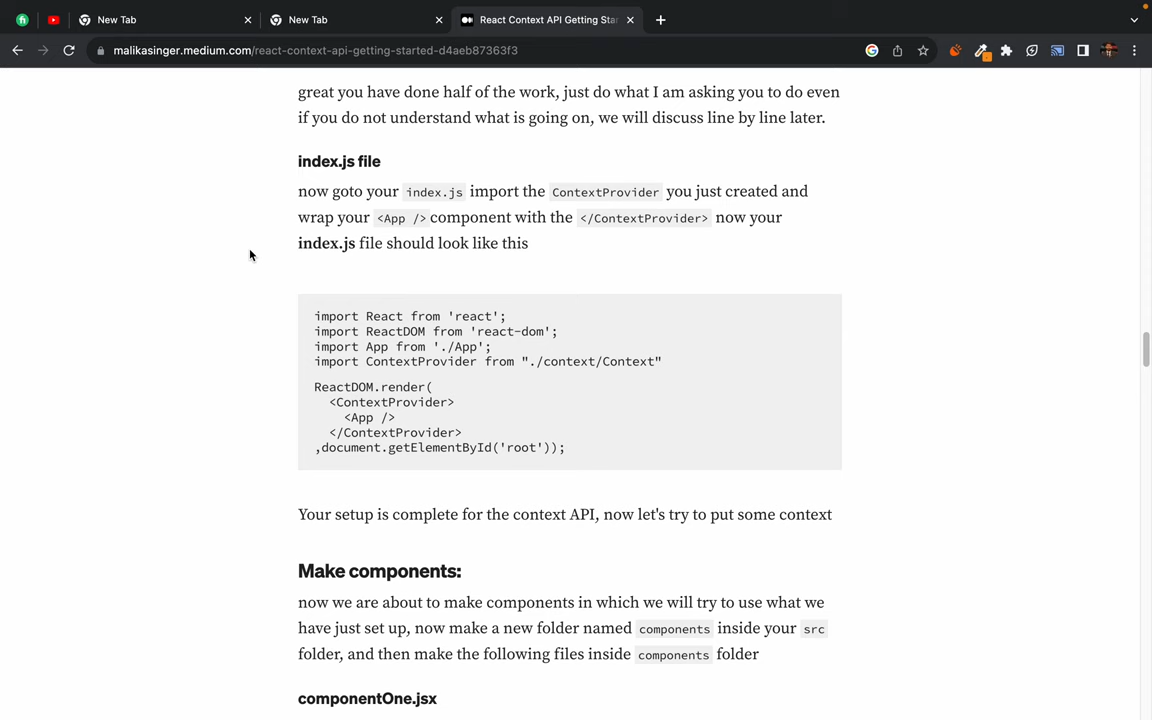 New Tab
New Tab
React Context API Getting Sta
malikasinger.medium.com/react-context-api-getting-started-d4aeb87363f3
great you have done half of the work, just do what I am asking you to do even
if you do not understand what is going on, we will discuss line by line later.
index.js file
now goto your index.js import the ContextProvider you just created and
wrap your <App /> component with the </ContextProvider> now your
index.js file should look like this
import React from 'react';
import ReactDOM from 'react-dom';
import App from './App';
import ContextProvider from "./context/Context"
ReactDOM.render(
<ContextProvider>
<App />
</ContextProvider>
,document.getElementById('root'));
Your setup is complete for the context API, now let's try to put some context
Make components:
now we are about to make components in which we will try to use what we
have just set up, now make a new folder named components inside your src
folder, and then make the following files inside components folder
componentOne.jsx